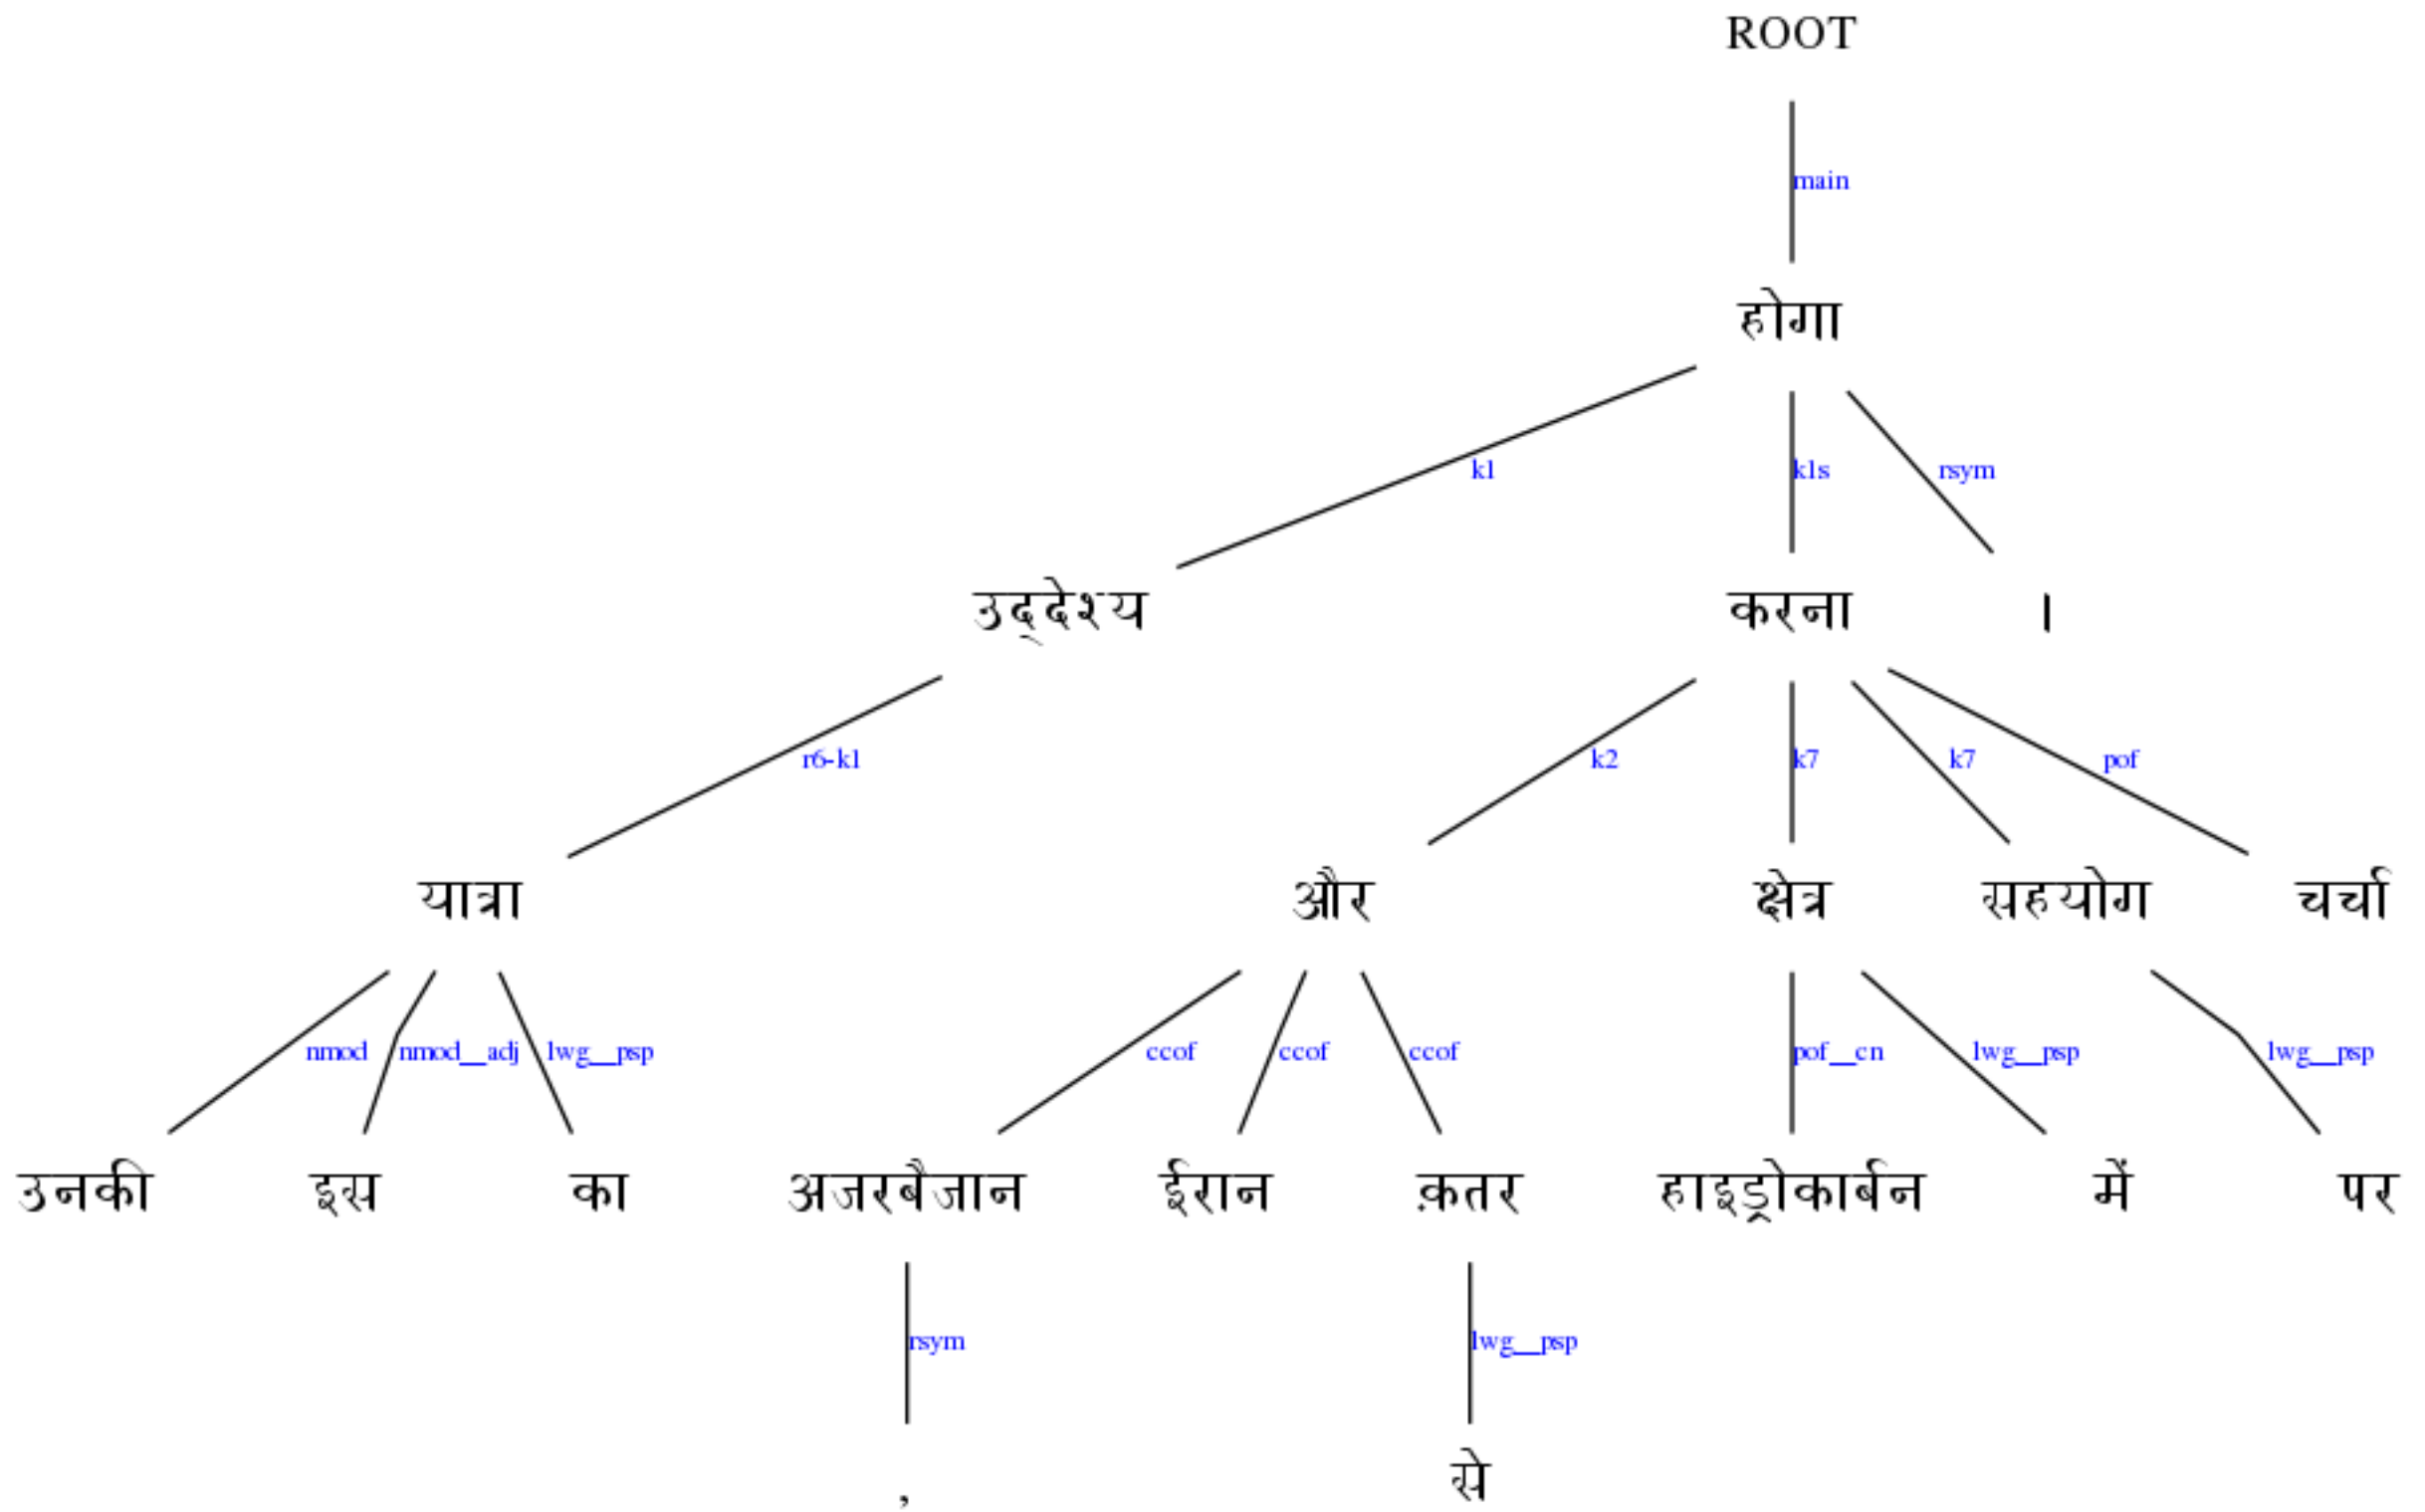 ROOT
main
होगा
k1 k1s rsym
उद्देश्य करना ।
r6-k1 k2 k7 k7 pof
यात्रा और क्षेत्र सहयोग चर्चा
nmod nmod__adj lwg__psp ccof ccof ccof pof__cn lwg__psp lwg__psp
उनकी इस का अजरबैजान ईरान क़तर हाइड्रोकार्बन में पर
rsym lwg__psp
, से